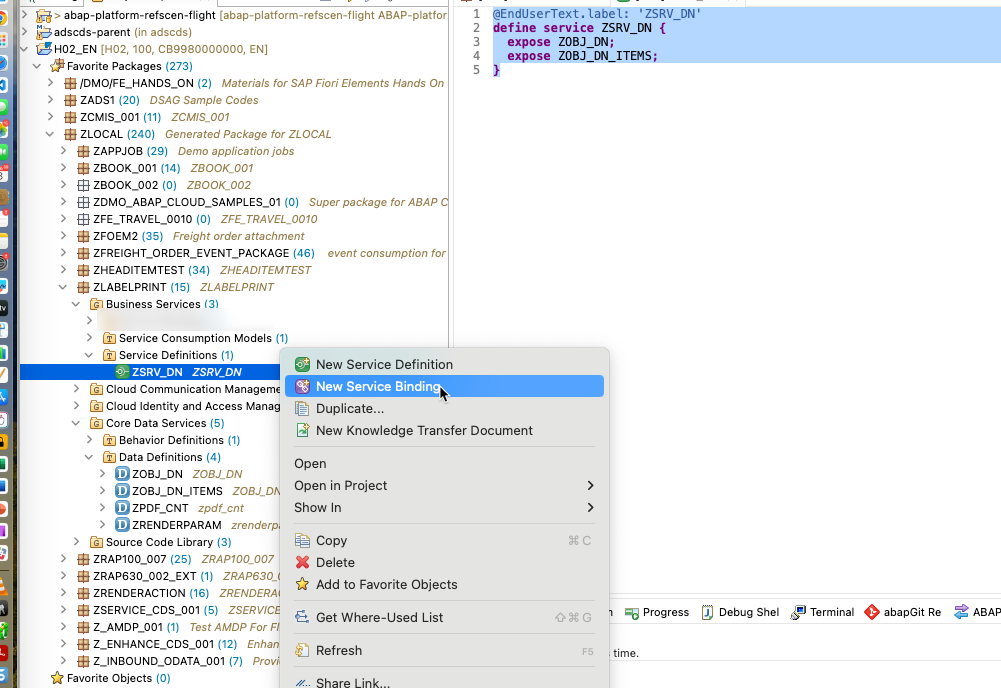 abap-platform-refscen-flight [abap-platform-refscen-flight ABAP-platfor
adscds-parent (in adscds)
H02_EN [H02, 100, CB9980000000, EN]
Favorite Packages (273)
/DMO/FE_HANDS_ON (2) Materials for SAP Fiori Elements Hands On
ZADS1 (20) DSAG Sample Codes
ZCMIS_001 (11) ZCMIS_001
ZLOCAL (240) Generated Package for ZLOCAL
ZAPPJOB (29) Demo application jobs
ZBOOK_001 (14) ZBOOK_001
ZBOOK_002 (0) ZBOOK_002
ZDMO_ABAP_CLOUD_SAMPLES_01 (0) Super package for ABAP C
ZFE_TRAVEL_0010 (0) ZFE_TRAVEL_0010
ZFOEM2 (35) Freight order attachment
ZFREIGHT_ORDER_EVENT_PACKAGE (46) event consumption for
ZHEADITEMTEST (34) ZHEADITEMTEST
ZLABELPRINT (15) ZLABELPRINT
Business Services (3)
Service Consumption Models (1)
Service Definitions (1)
ZSRV_DN ZSRV_DN
Cloud Communication Manageme
Cloud Identity and Access Manag
Core Data Services (5)
Behavior Definitions (1)
Data Definitions (4)
ZOBJ_DN ZOBJ_DN
ZOBJ_DN_ITEMS ZOBJ_DN
ZPDF_CNT zpdf_cnt
ZRENDERPARAM zrenderpa
Source Code Library (3)
ZRAP100_007 (25) ZRAP100_007
ZRAP630_002_EXT (1) ZRAP630_0
ZRENDERACTION (16) ZRENDERA
ZSERVICE_CDS_001 (5) ZSERVICE
Z_AMDP_001 (1) Test AMDP For Fl
Z_ENHANCE_CDS_001 (12) Enhan
Z_INBOUND_ODATA_001 (7) Provi
Favorite Objects (0)
1 @EndUserText.label: 'ZSRV_DN'
2 define service ZSRV_DN {
3 expose ZOBJ_DN;
4 expose ZOBJ_DN_ITEMS;
5 }
New Service Definition
New Service Binding
Duplicate...
New Knowledge Transfer Document
Open
Open in Project
Show In
Copy ⌘C
Delete
Add to Favorite Objects
Get Where-Used List ⇧⌘G
Refresh F5
Share Link...
Progress Debug Shel Terminal abapGit Re ABAP
time.